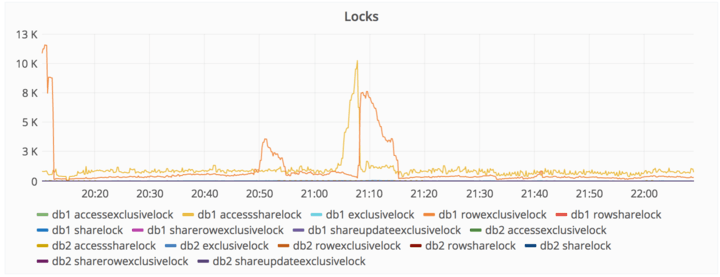 Locks
13 K
10 K
8 K
5 K
3 K
0
20:20 20:30 20:40 20:50 21:00 21:10 21:20 21:30 21:40 21:50 22:00
db1 accessexclusivelock db1 accesssharelock db1 exclusivelock db1 rowexclusivelock db1 rowsharelock
db1 sharelock db1 sharerowexclusivelock db1 shareupdateexclusivelock db2 accessexclusivelock
db2 accesssharelock db2 exclusivelock db2 rowexclusivelock db2 rowsharelock db2 sharelock
db2 sharerowexclusivelock db2 shareupdateexclusivelock